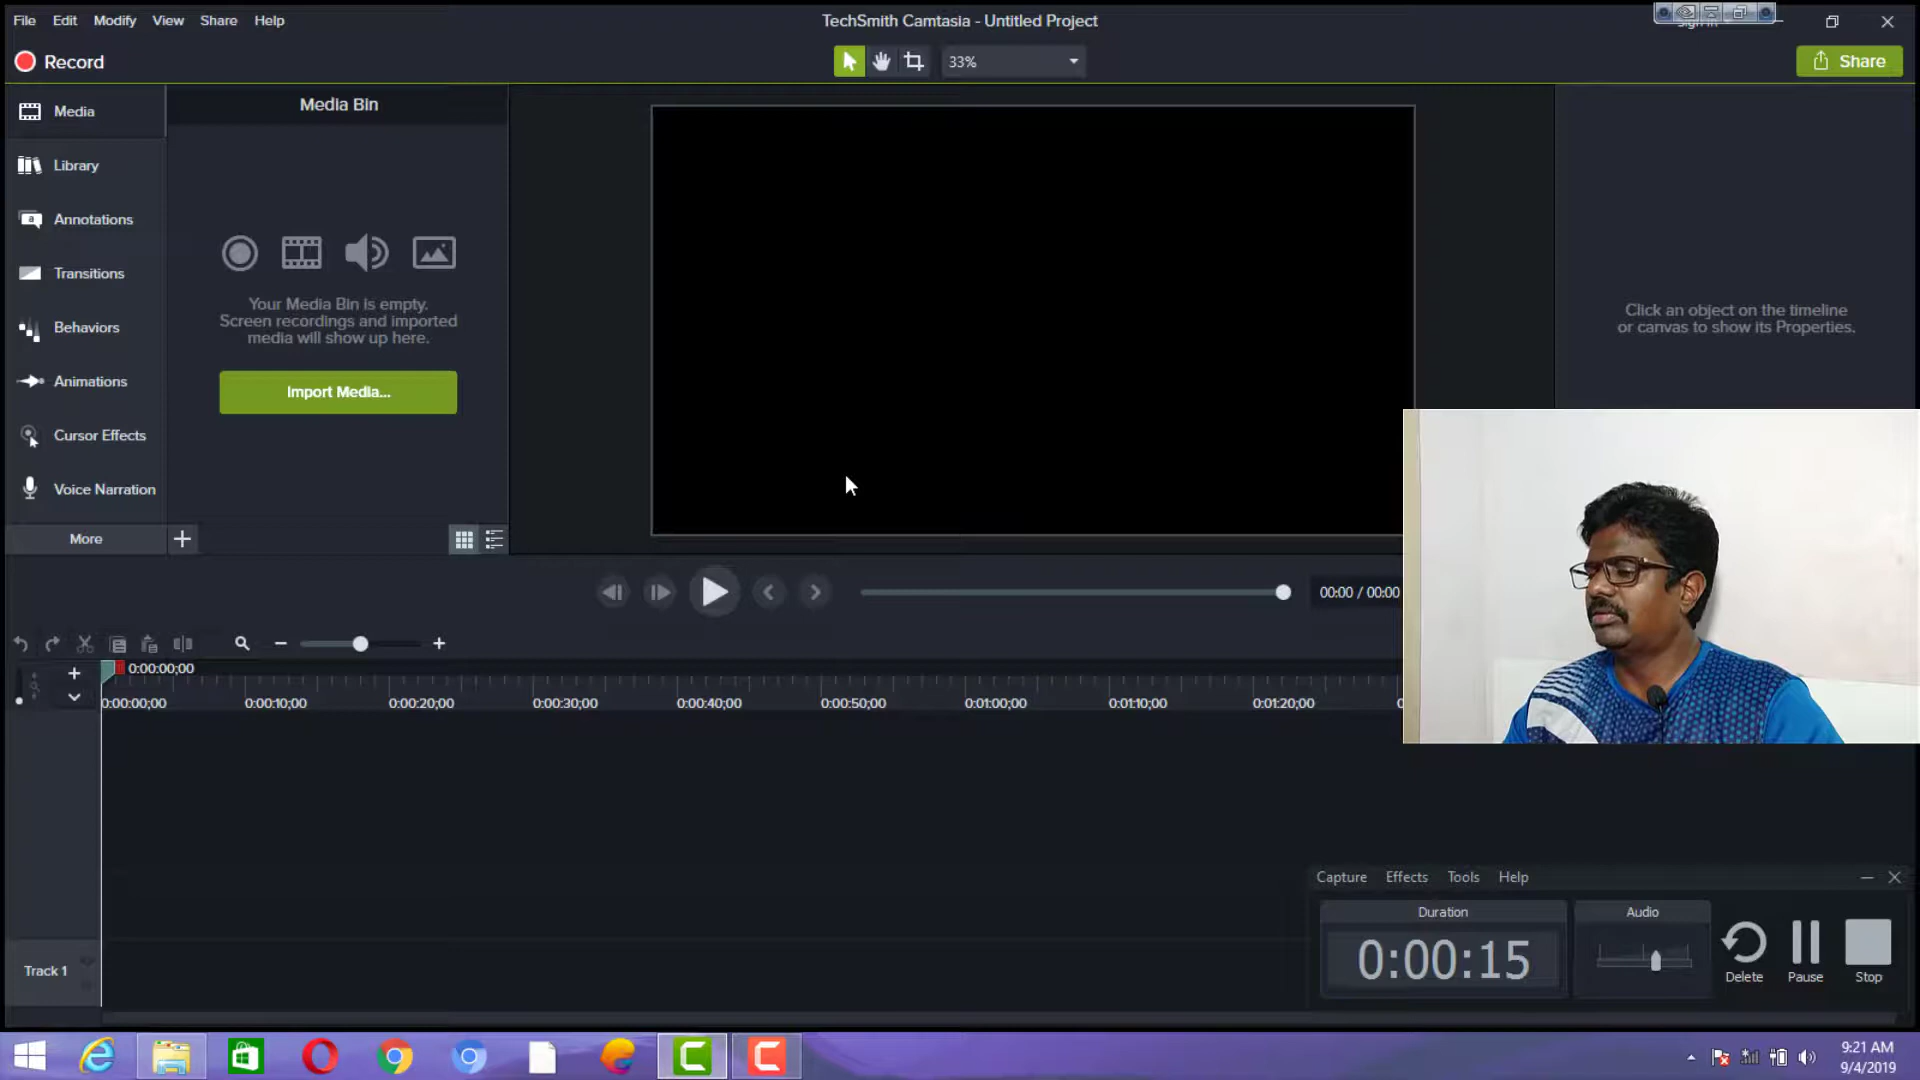 File Edit Modify View Share Help
TechSmith Camtasia - Untitled Project
Record
33%
Share
Media
Library
Annotations
Transitions
Behaviors
Animations
Cursor Effects
Voice Narration
More
Media Bin
Your Media Bin is empty.
Screen recordings and imported
media will show up here.
Import Media...
Click an object on the timeline
or canvas to show its Properties.
00:00 / 00:00
0:00:00;00
0:00:00;00 0:00:10;00 0:00:20;00 0:00:30;00 0:00:40;00 0:00:50;00 0:01:00;00 0:01:10;00 0:01:20;00
Track 1
Capture Effects Tools Help
Duration
0:00:15
Audio
Delete Pause Stop
9:21 AM
9/4/2019